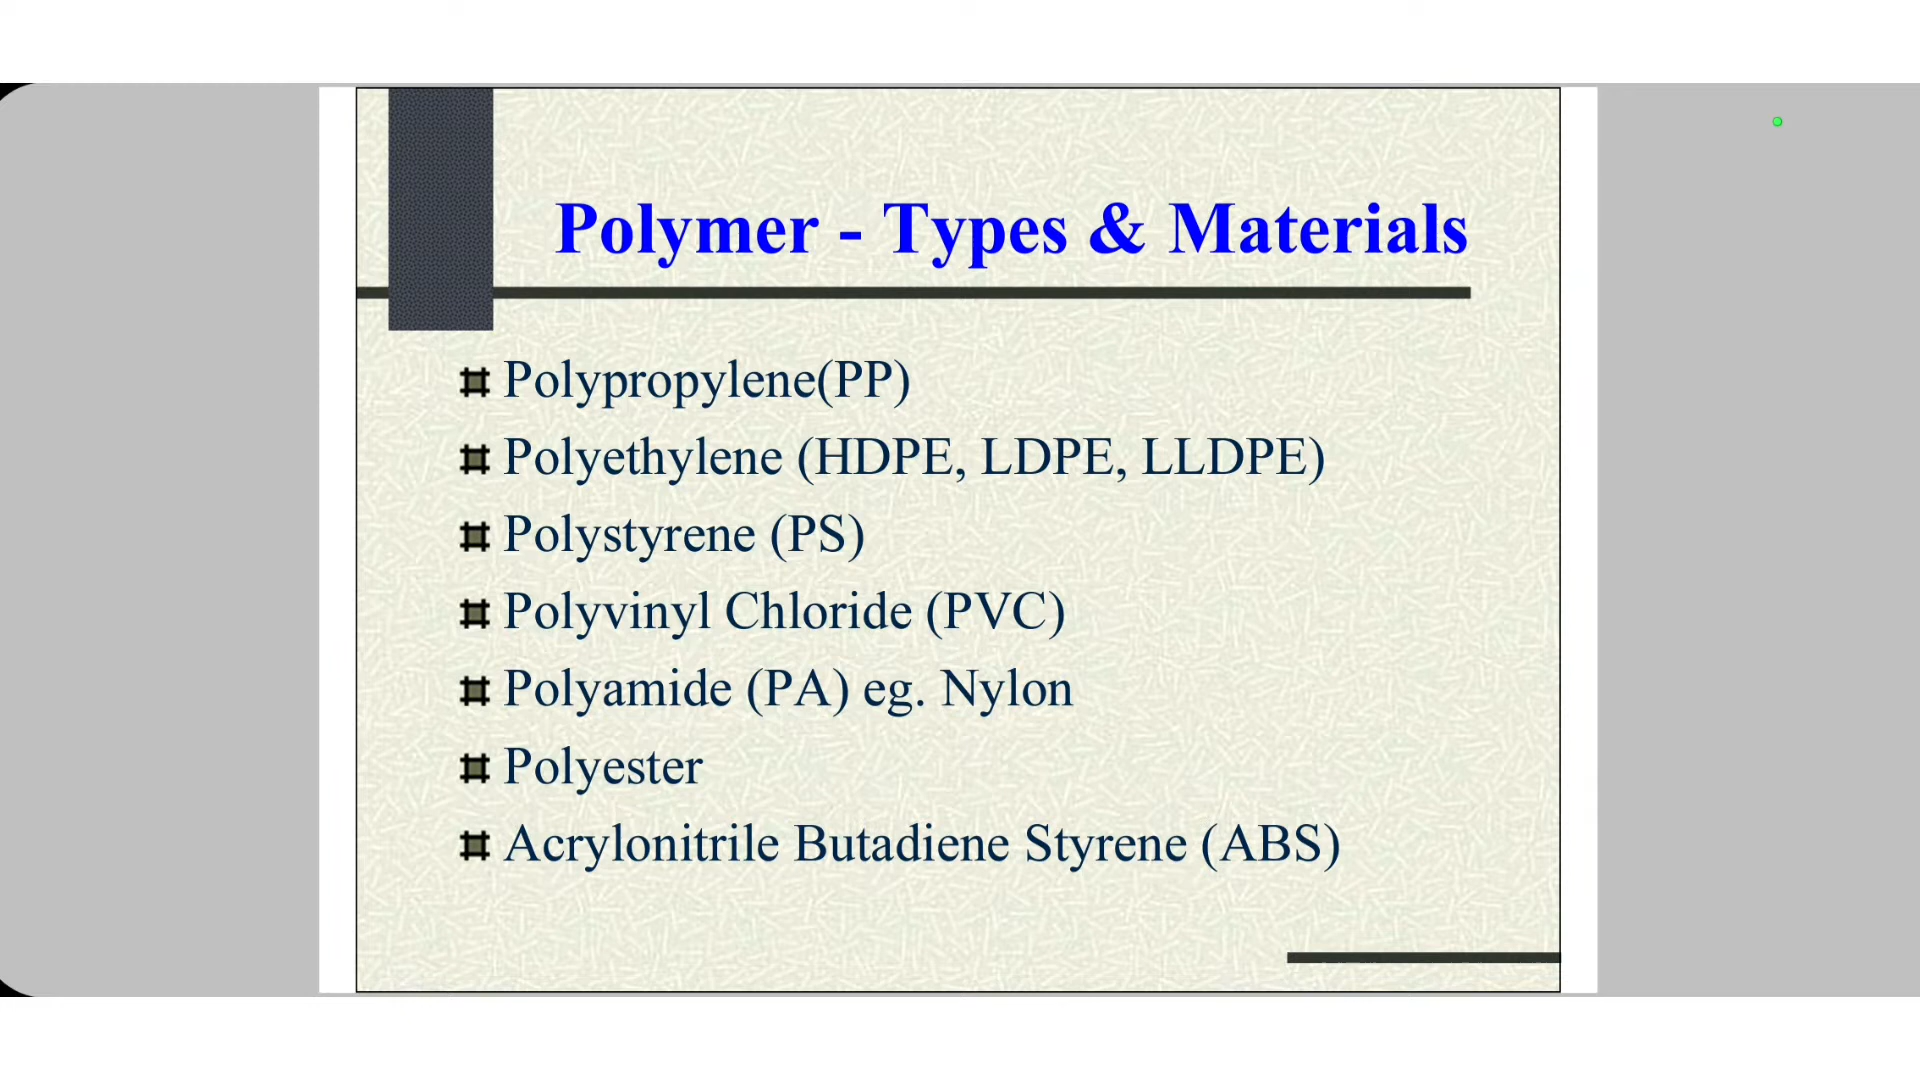 Polymer - Types & Materials
Polypropylene(PP)
Polyethylene (HDPE, LDPE, LLDPE)
Polystyrene (PS)
Polyvinyl Chloride (PVC)
Polyamide (PA) eg. Nylon
Polyester
Acrylonitrile Butadiene Styrene (ABS)